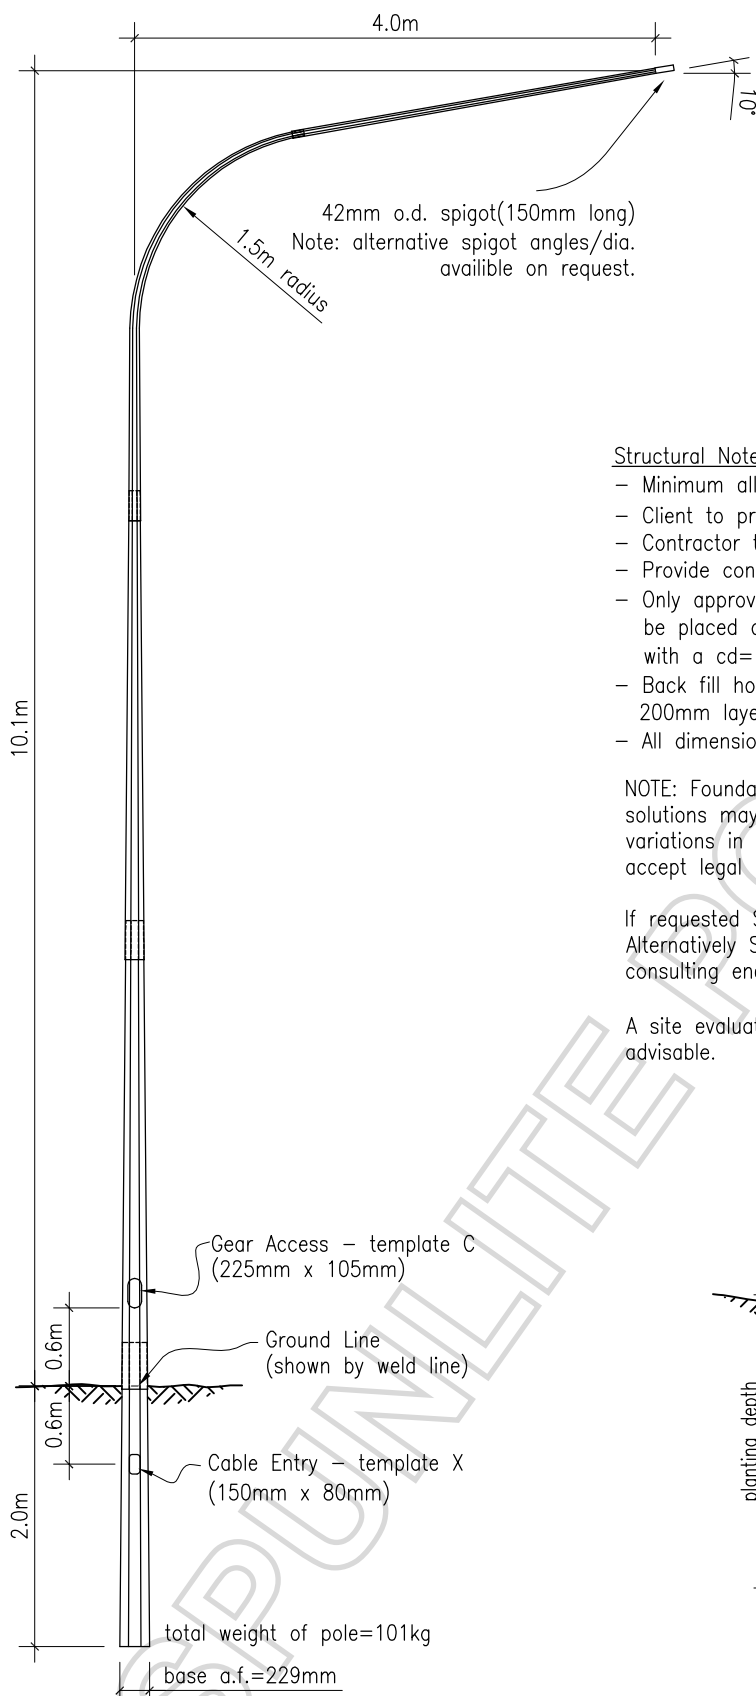 4.0m
10°
42mm o.d. spigot(150mm long)
Note: alternative spigot angles/dia.
availible on request.
1.5m radius
Structural Note
- Minimum all
- Client to pr
- Contractor t
- Provide con
- Only approv
be placed
with a cd=
- Back fill ho
200mm laye
- All dimensio
10.1m
NOTE: Founda
solutions may
variations in
accept legal
If requested S
Alternatively S
consulting en
A site evaluat
advisable.
Gear Access - template C
(225mm x 105mm)
0.6m
Ground Line
(shown by weld line)
0.6m
Cable Entry - template X
(150mm x 80mm)
planting depth
2.0m
total weight of pole=101kg
base a.f.=229mm
SPUNLITE PO